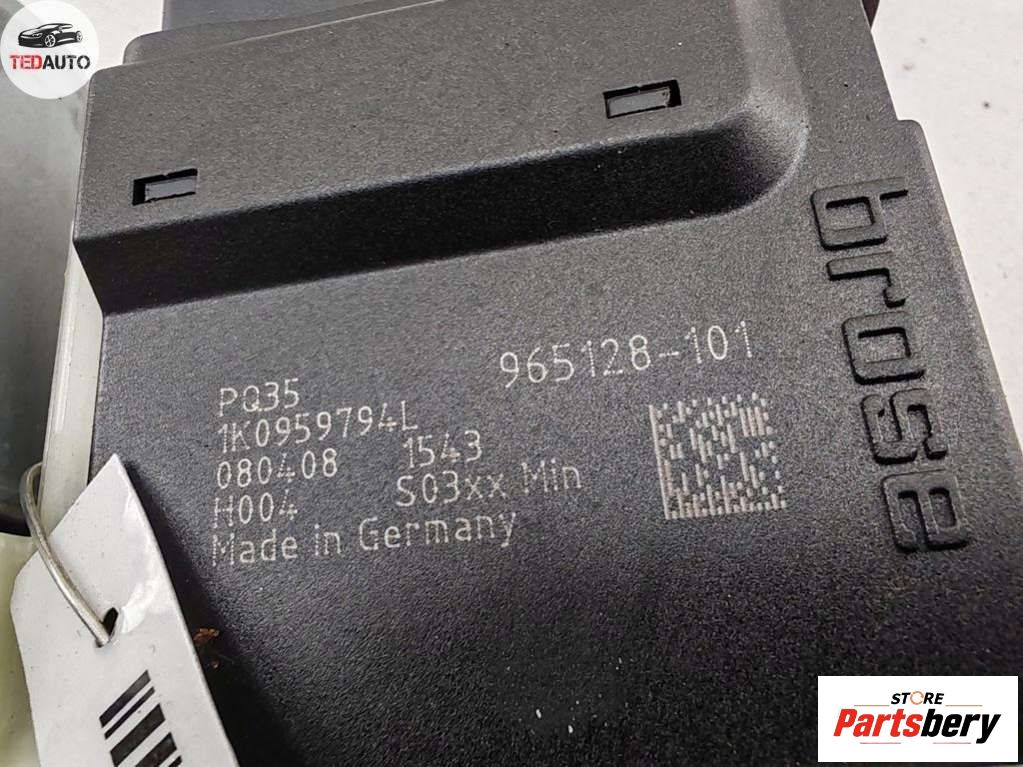 TEDAUTO
brose
965128-101
PQ35
1K0959794L
080408 1543
H004 S03xx Min
Made in Germany
STORE
Partsbery